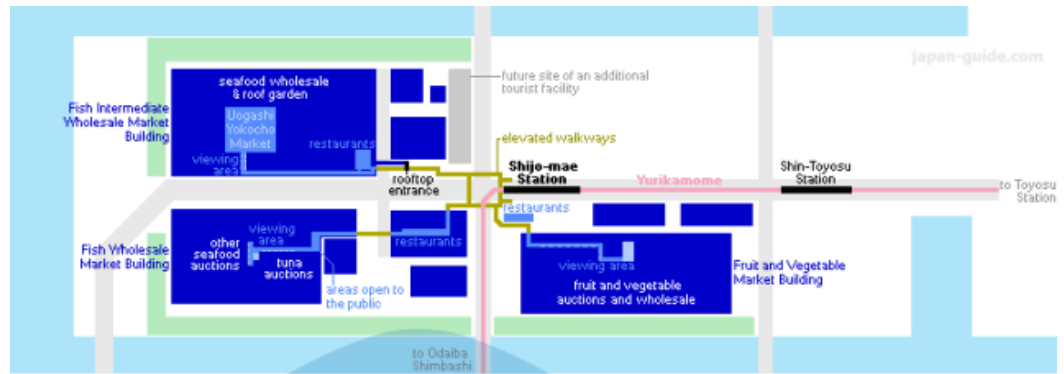 japan-guide.com
future site of an additional
tourist facility
seafood wholesale
& roof garden
Fish Intermediate
Wholesale Market
Building
Uogashi
Yokocho
Market
restaurants
viewing
area
elevated walkways
rooftop
entrance
Shijo-mae
Station
Yurikamome
Shin-Toyosu
Station
to Toyosu
Station
restaurants
Fish Wholesale
Market Building
other
seafood
auctions
viewing
area
tuna
auctions
restaurants
areas open to
the public
viewing area
fruit and vegetable
auctions and wholesale
Fruit and Vegetable
Market Building
to Odaiba
Shimbashi